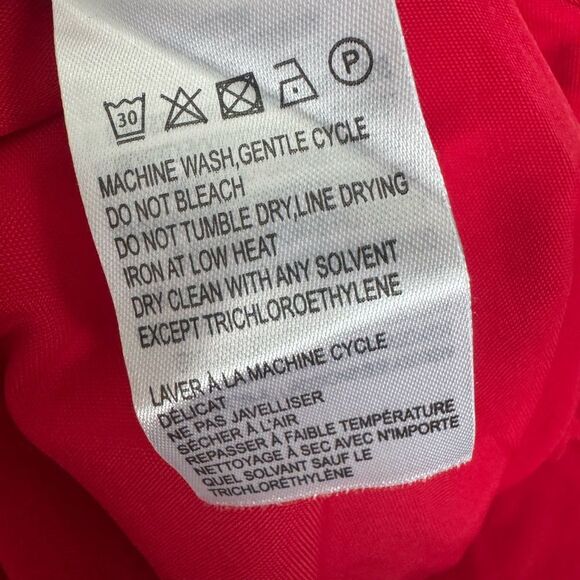 30 P
MACHINE WASH,GENTLE CYCLE
DO NOT BLEACH
DO NOT TUMBLE DRY,LINE DRYING
IRON AT LOW HEAT
DRY CLEAN WITH ANY SOLVENT
EXCEPT TRICHLOROETHYLENE
LAVER À LA MACHINE CYCLE
DÉLICAT
NE PAS JAVELLISER
SÉCHER À L'AIR
REPASSER À FAIBLE TEMPÉRATURE
NETTOYAGE À SEC AVEC N'IMPORTE
QUEL SOLVANT SAUF LE
TRICHLORÉTHYLÈNE